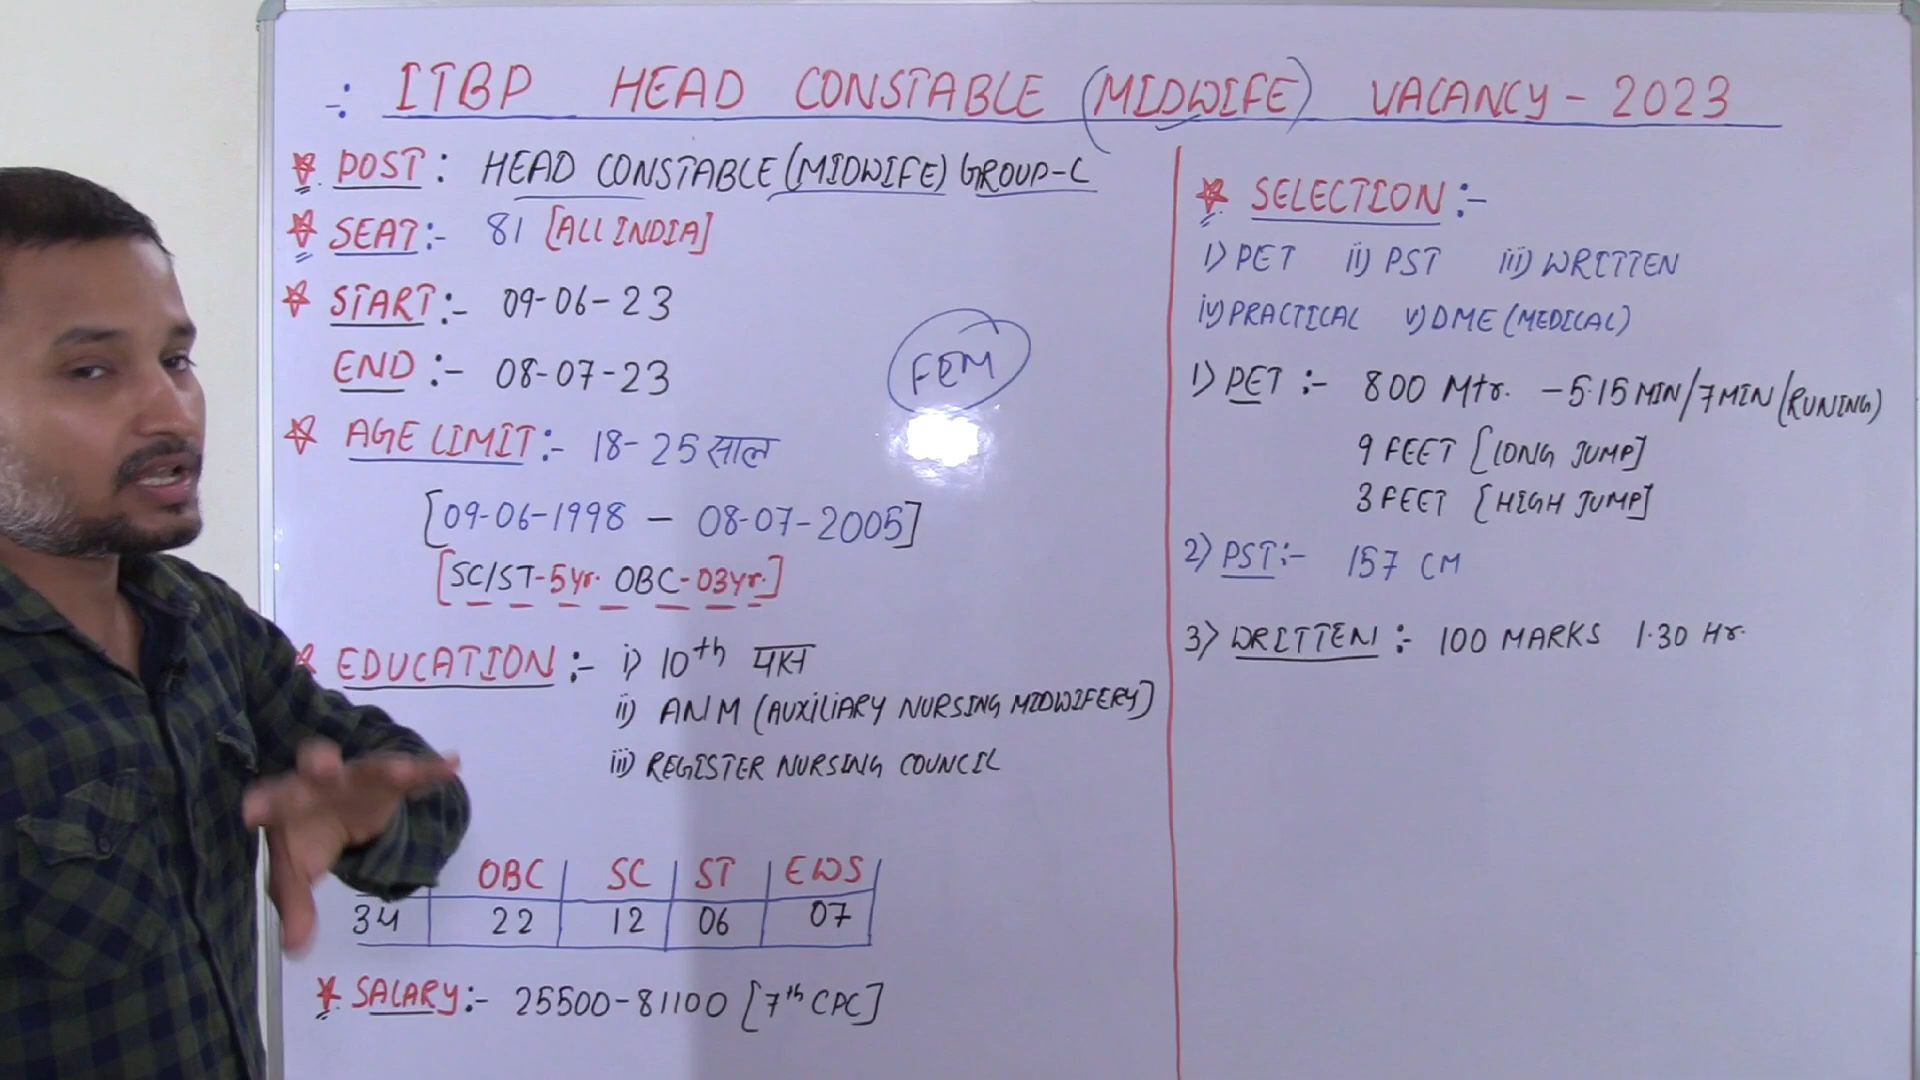 :- ITBP HEAD CONSTABLE (MIDWIFE) VACANCY - 2023
POST : HEAD CONSTABLE (MIDWIFE) GROUP-C
SEAT :- 81 [ALL INDIA]
START :- 09-06-23
END :- 08-07-23
FEM
AGE LIMIT :- 18-25 साल
[09-06-1998 — 08-07-2005]
[SC/ST-5yr. OBC-03yr.]
EDUCATION :- i) 10th पास
ii) ANM (AUXILIARY NURSING MIDWIFERY)
iii) REGISTER NURSING COUNCIL
OBC SC ST EWS
34 22 12 06 07
SALARY :- 25500-81100 [7th CPC]
SELECTION :-
i) PET ii) PST iii) WRITTEN
iv) PRACTICAL v) DME (MEDICAL)
1) PET :- 800 Mtr. - 5.15 MIN/7MIN/(RUNING)
9 FEET [LONG JUMP]
3 FEET [HIGH JUMP]
2) PST :- 157 CM
3) WRITTEN :- 100 MARKS 1.30 Hr.